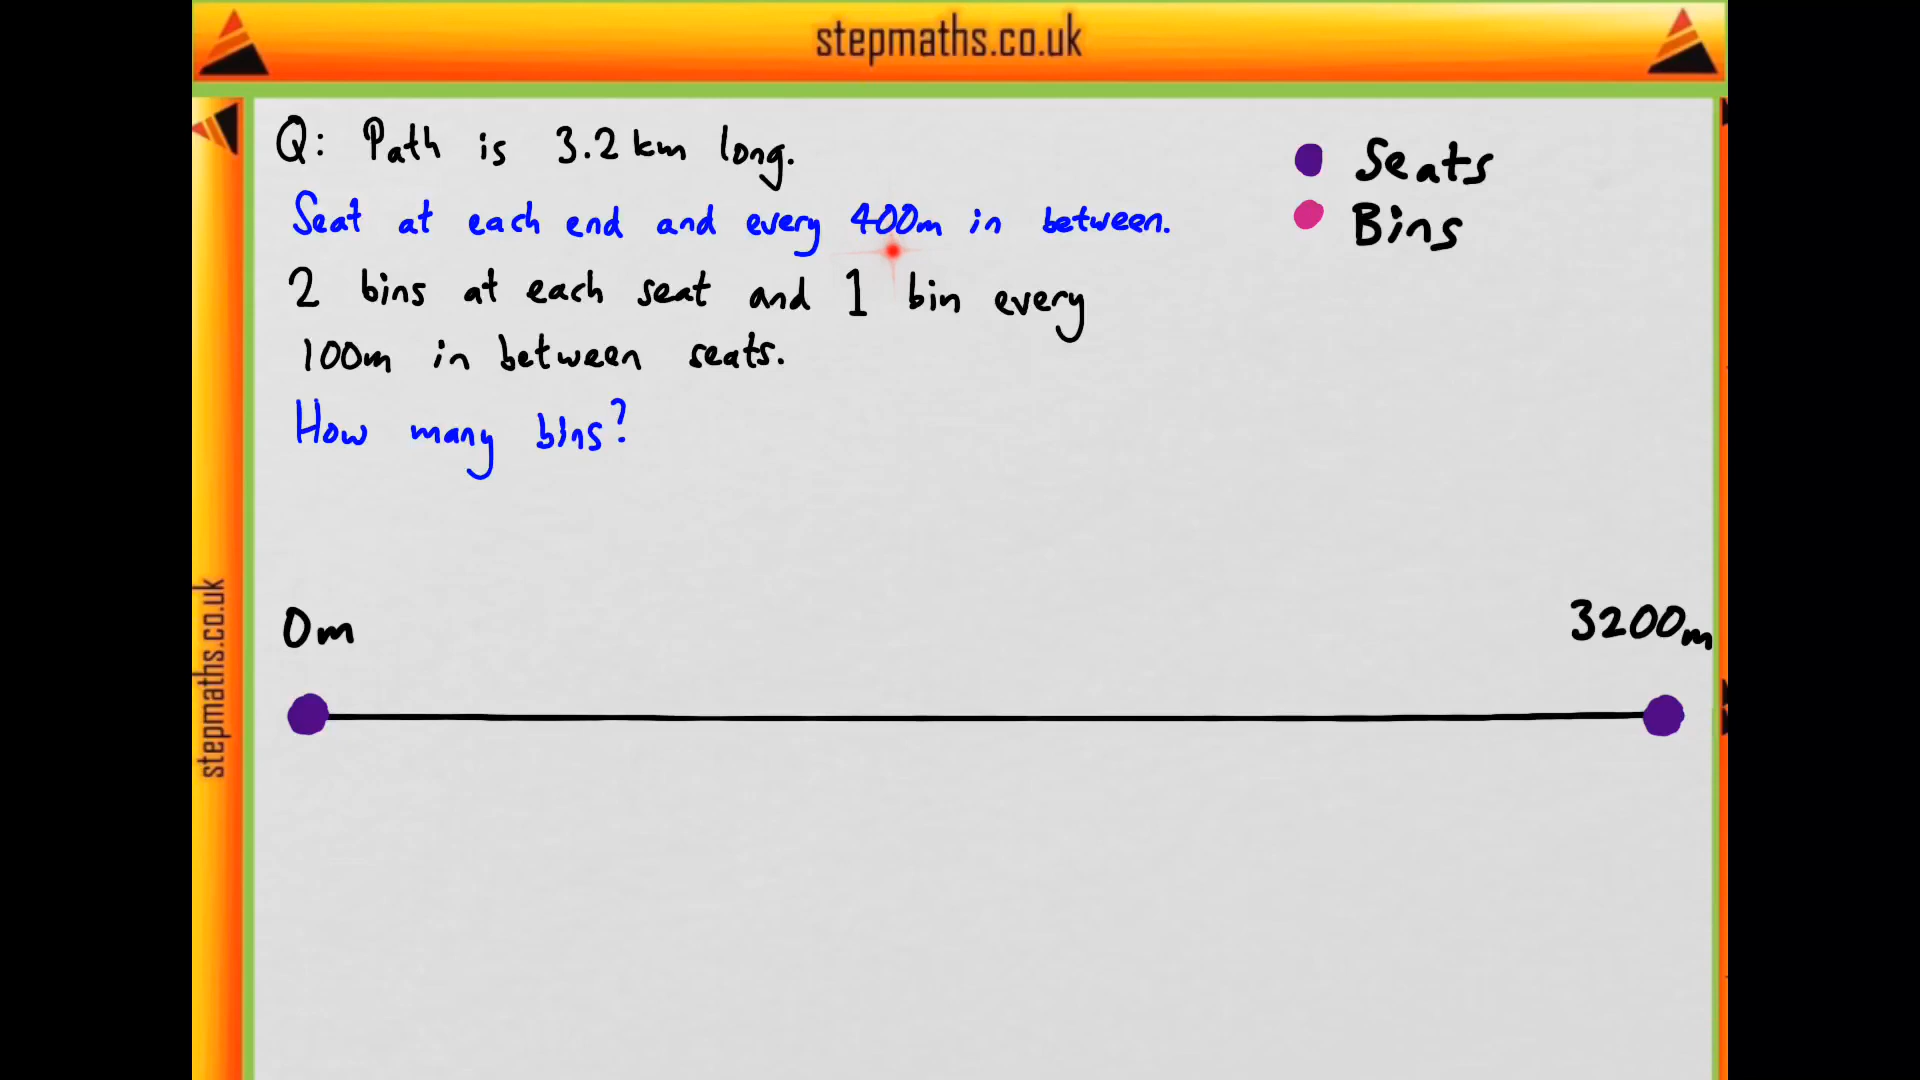 stepmaths.co.uk
Q: Path is 3.2km long.
Seat at each end and every 400m in between.
2 bins at each seat and 1 bin every
100m in between seats.
How many bins?
Seats
Bins
0m
3200m
stepmaths.co.uk